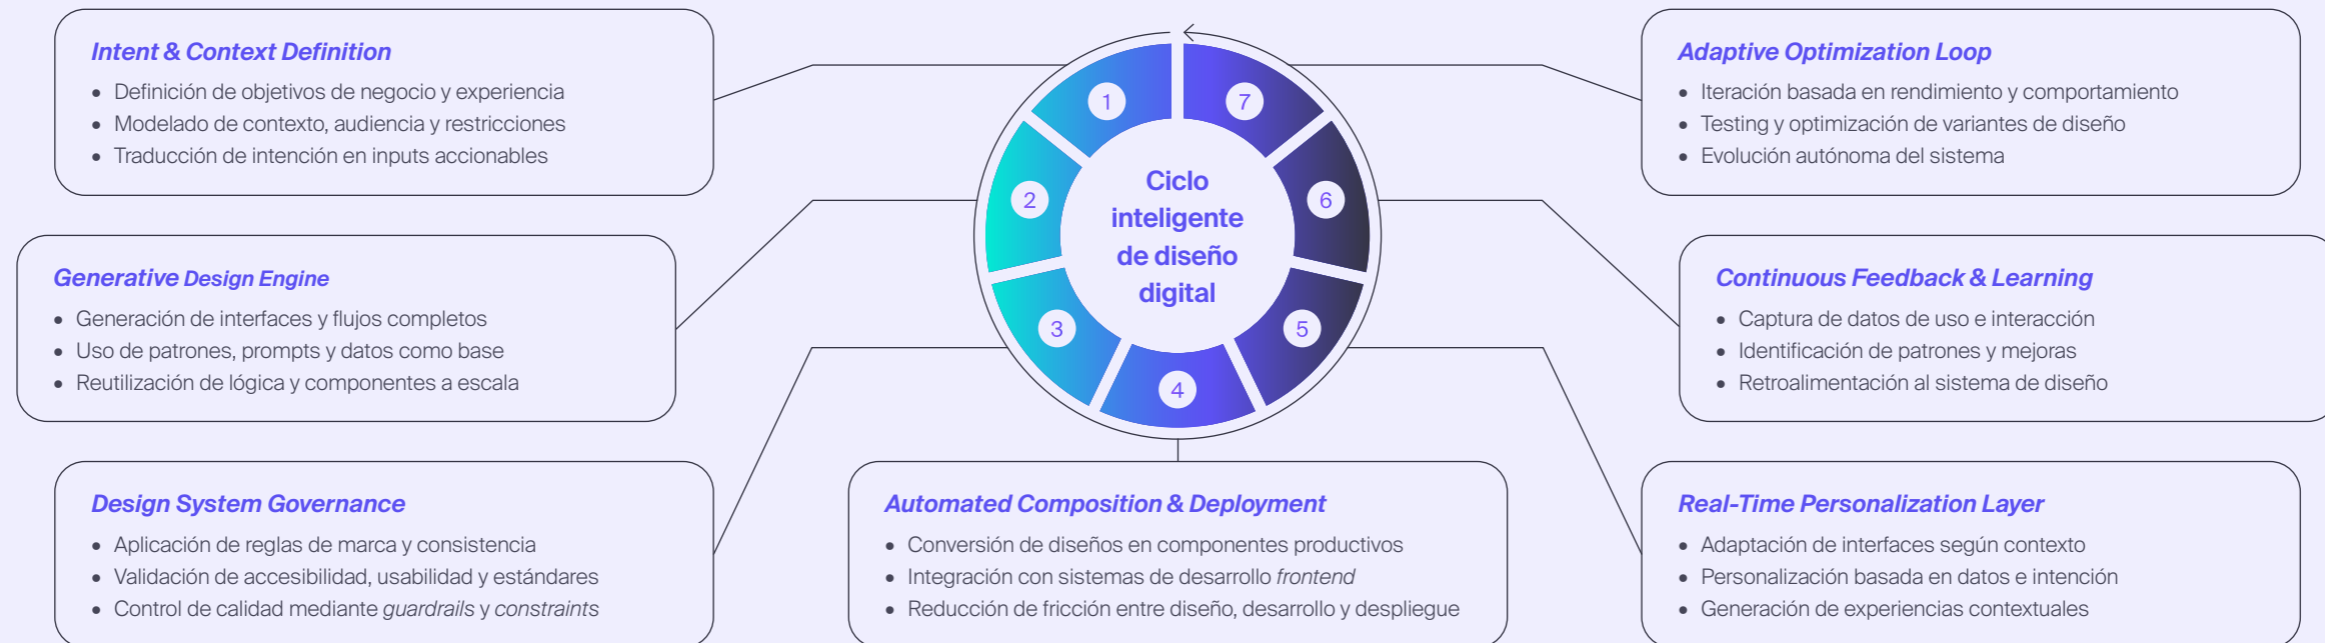 Intent & Context Definition
• Definición de objetivos de negocio y experiencia
• Modelado de contexto, audiencia y restricciones
• Traducción de intención en inputs accionables
Generative Design Engine
• Generación de interfaces y flujos completos
• Uso de patrones, prompts y datos como base
• Reutilización de lógica y componentes a escala
Design System Governance
• Aplicación de reglas de marca y consistencia
• Validación de accesibilidad, usabilidad y estándares
• Control de calidad mediante guardrails y constraints
1
2
3
4
5
6
7
Ciclo
inteligente
de diseño
digital
Automated Composition & Deployment
• Conversión de diseños en componentes productivos
• Integración con sistemas de desarrollo frontend
• Reducción de fricción entre diseño, desarrollo y despliegue
Real-Time Personalization Layer
• Adaptación de interfaces según contexto
• Personalización basada en datos e intención
• Generación de experiencias contextuales
Continuous Feedback & Learning
• Captura de datos de uso e interacción
• Identificación de patrones y mejoras
• Retroalimentación al sistema de diseño
Adaptive Optimization Loop
• Iteración basada en rendimiento y comportamiento
• Testing y optimización de variantes de diseño
• Evolución autónoma del sistema